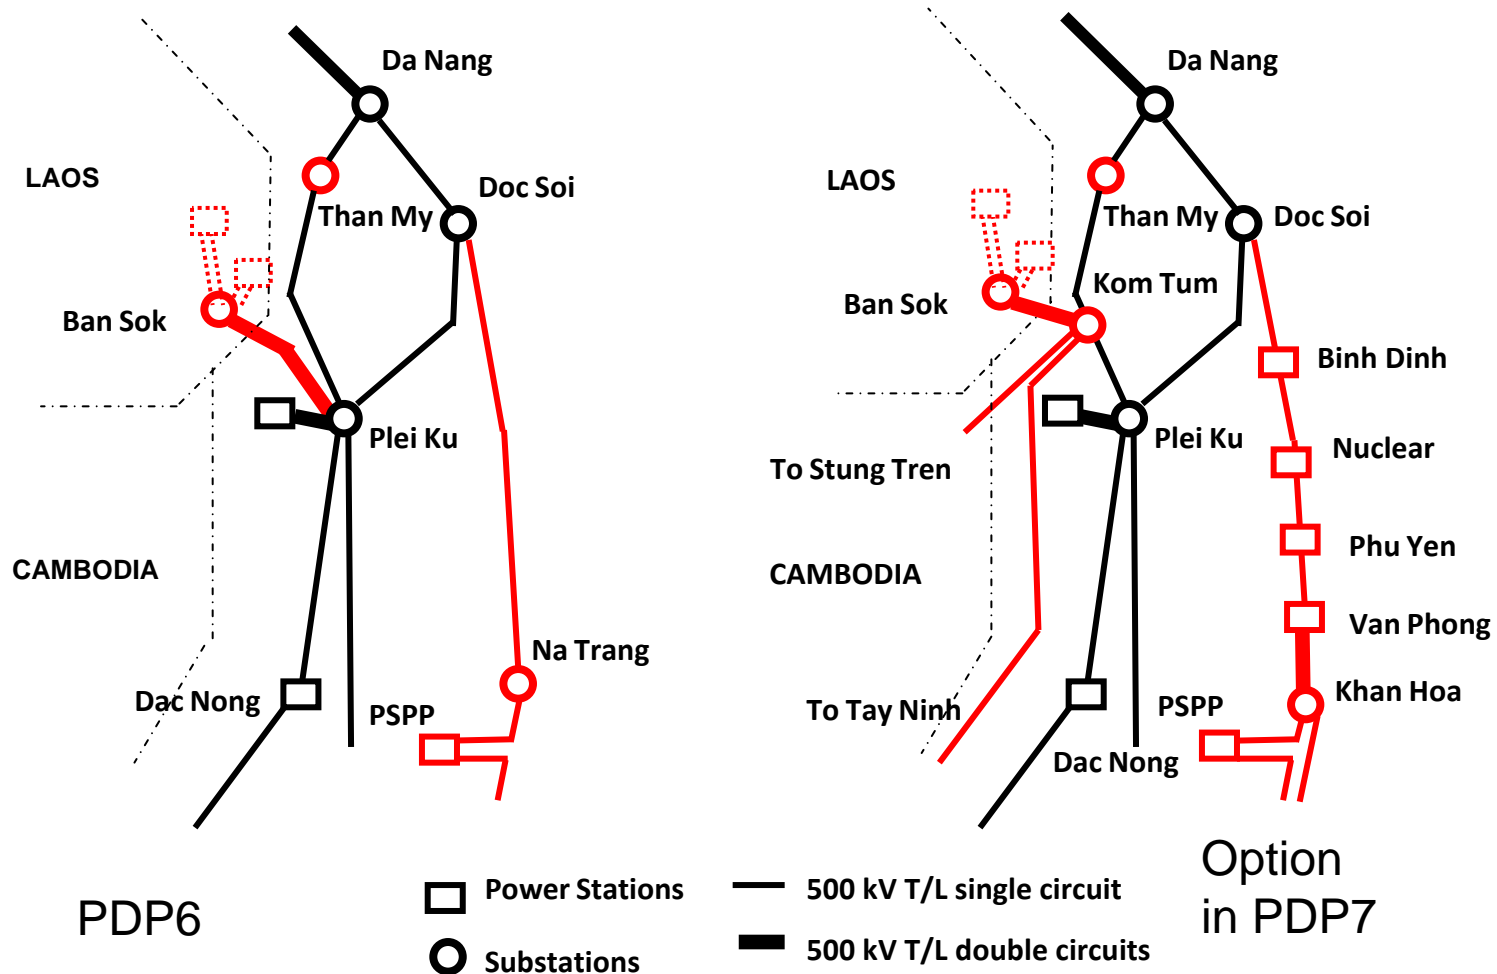 Da Nang
LAOS
Doc Soi
Than My
Ban Sok
Plei Ku
CAMBODIA
Na Trang
Dac Nong
PSPP
PDP6
Da Nang
LAOS
Than My
Doc Soi
Kom Tum
Ban Sok
Binh Dinh
Plei Ku
Nuclear
To Stung Tren
Phu Yen
CAMBODIA
Van Phong
Khan Hoa
To Tay Ninh
PSPP
Dac Nong
Option
in PDP7
Power Stations
500 kV T/L single circuit
Substations
500 kV T/L double circuits